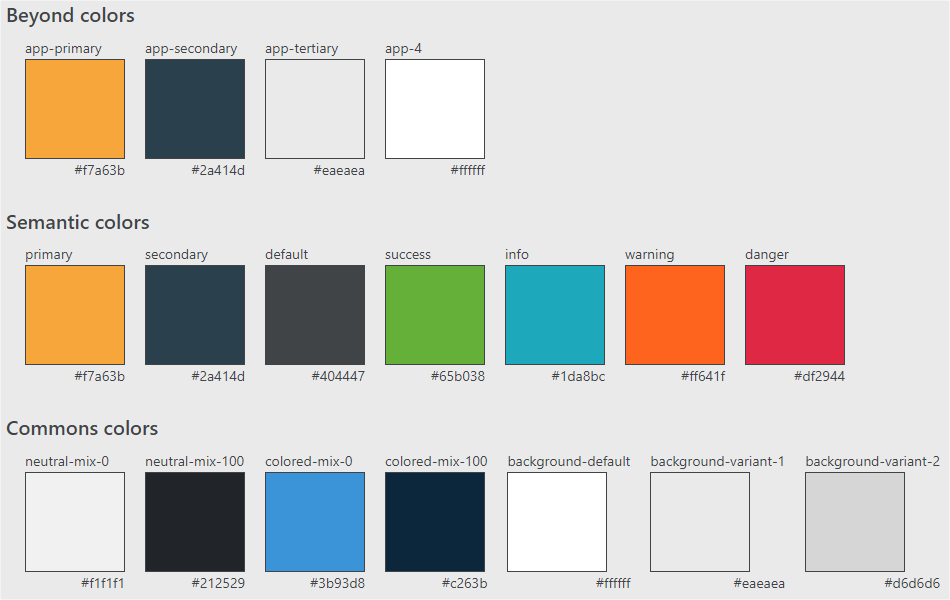 Beyond colors
app-primary app-secondary app-tertiary app-4
#f7a63b #2a414d #eaeaea #ffffff
Semantic colors
primary secondary default success info warning danger
#f7a63b #2a414d #404447 #65b038 #1da8bc #ff641f #df2944
Commons colors
neutral-mix-0 neutral-mix-100 colored-mix-0 colored-mix-100 background-default background-variant-1 background-variant-2
#f1f1f1 #212529 #3b93d8 #c263b #ffffff #eaeaea #d6d6d6